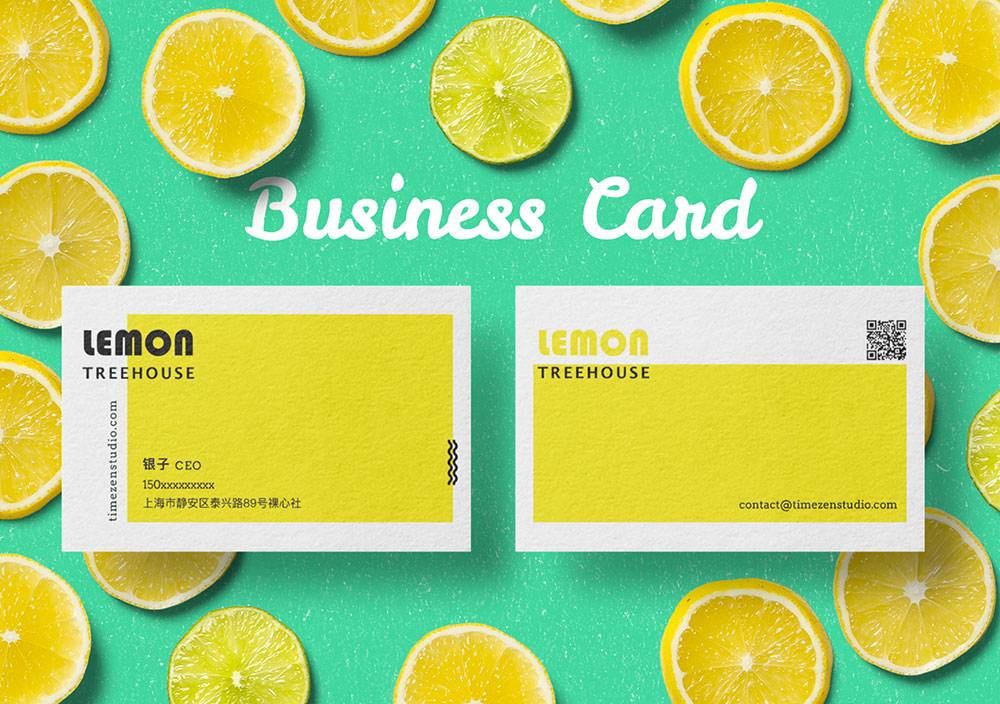 Business Card
LEMON
TREEHOUSE
timezenstudio.com
银子 CEO
150xxxxxxxxx
上海市静安区泰兴路89号裸心社
LEMON
TREEHOUSE
contact@timezenstudio.com